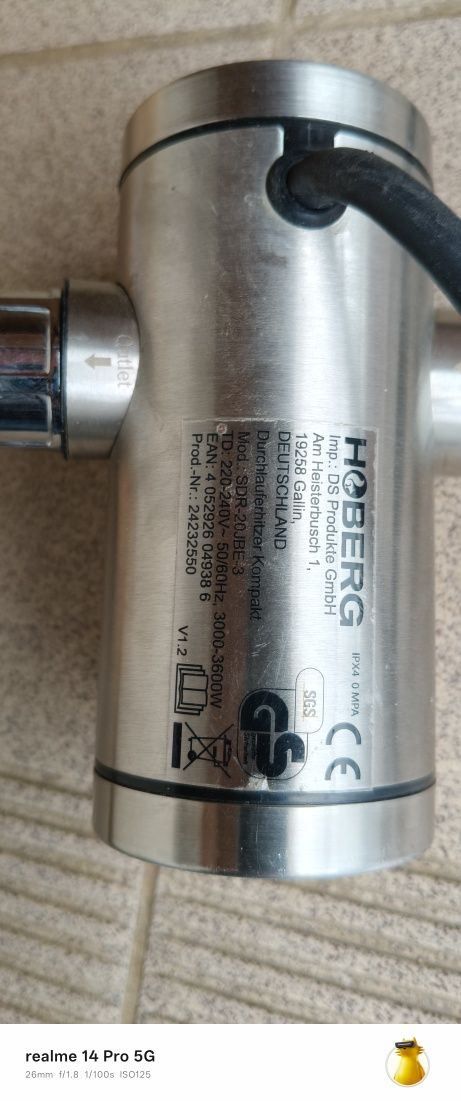 Outlet
HOBERG
Imp.: DS Produkte GmbH
Am Heisterbusch 1,
19258 Gallin,
DEUTSCHLAND
Durchlauferhitzer Kompakt
Mod.: SDR-20JBE-3
TD: 220-240V~ 50/60Hz, 3000-3600W
EAN: 4 052926 04938 6
Prod.-Nr.: 24232550
V1.2
IPX4 0 MPA
SGS
GS
CE
realme 14 Pro 5G
26mm f/1.8 1/100s ISO125